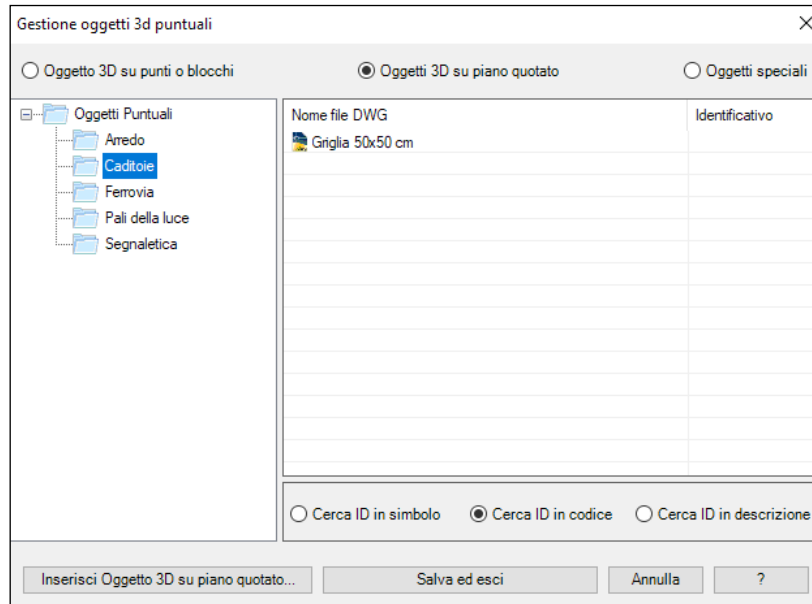 Gestione oggetti 3d puntuali
Oggetto 3D su punti o blocchi Oggetti 3D su piano quotato Oggetti speciali
Oggetti Puntuali
Arredo
Caditoie
Ferrovia
Pali della luce
Segnaletica
Nome file DWG Identificativo
Griglia 50x50 cm
Cerca ID in simbolo Cerca ID in codice Cerca ID in descrizione
Inserisci Oggetto 3D su piano quotato... Salva ed esci Annulla ?